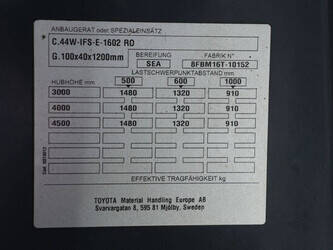 ANBAUGERÄT oder SPEZIALEINSÄTZ
C.44W-IFS-E-1602 RO
G.100x40x1200mm
BEREIFUNG
SEA
FABRIK N°
8FBM16T-10152
LASTSCHWERPUNKTABSTAND mm
HUBHÖHE mm 500 600 1000
3000 1480 1320 910
4000 1480 1320 910
4500 1480 1320 910
EFFEKTIVE TRAGFÄHIGKEIT kg
TOYOTA Material Handling Europe AB
Svarvargatan 8, 595 81 Mjölby, Sweden